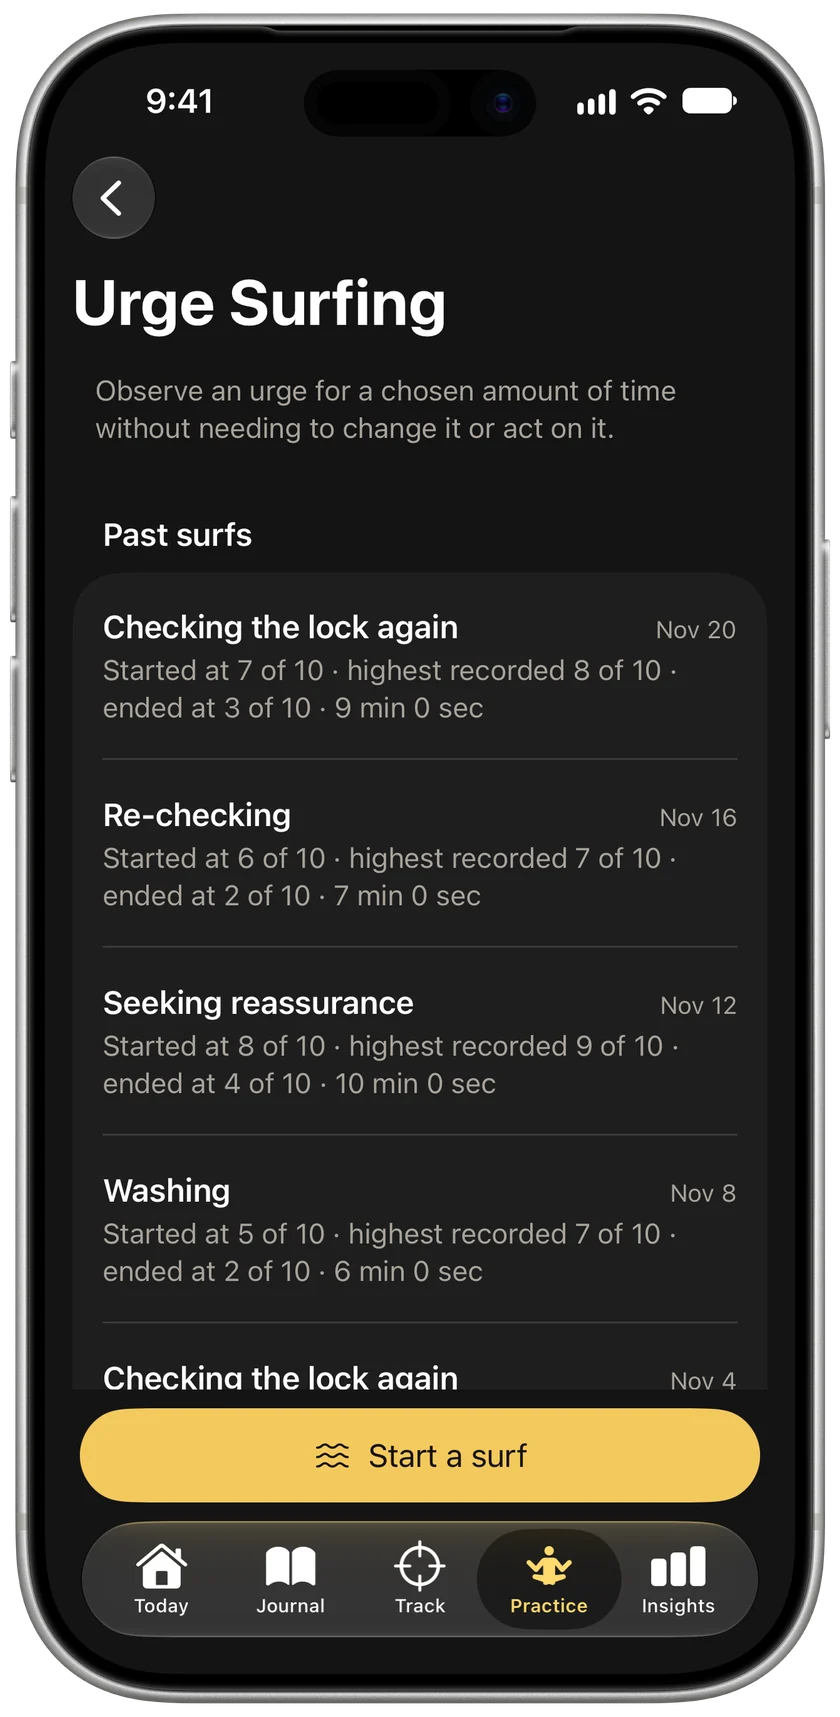 9:41
Urge Surfing
Observe an urge for a chosen amount of time
without needing to change it or act on it.
Past surfs
Checking the lock again Nov 20
Started at 7 of 10 · highest recorded 8 of 10 ·
ended at 3 of 10 · 9 min 0 sec
Re-checking Nov 16
Started at 6 of 10 · highest recorded 7 of 10 ·
ended at 2 of 10 · 7 min 0 sec
Seeking reassurance Nov 12
Started at 8 of 10 · highest recorded 9 of 10 ·
ended at 4 of 10 · 10 min 0 sec
Washing Nov 8
Started at 5 of 10 · highest recorded 7 of 10 ·
ended at 2 of 10 · 6 min 0 sec
Checking the lock again Nov 4
Start a surf
Today Journal Track Practice Insights